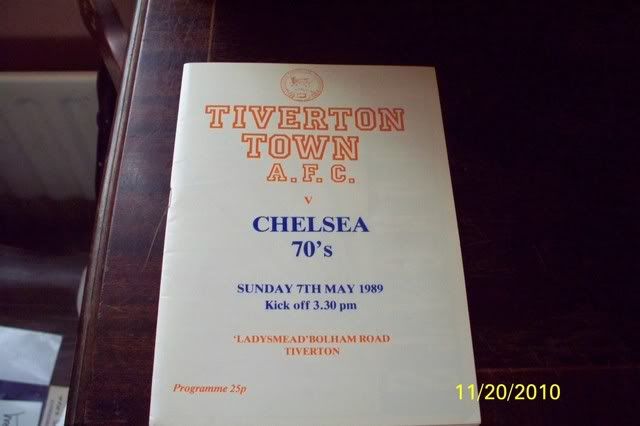 TIVERTON
TOWN
A.F.C.
v
CHELSEA
70's
SUNDAY 7TH MAY 1989
Kick off 3.30 pm
'LADYSMEAD'BOLHAM ROAD
TIVERTON
Programme 25p
11/20/2010